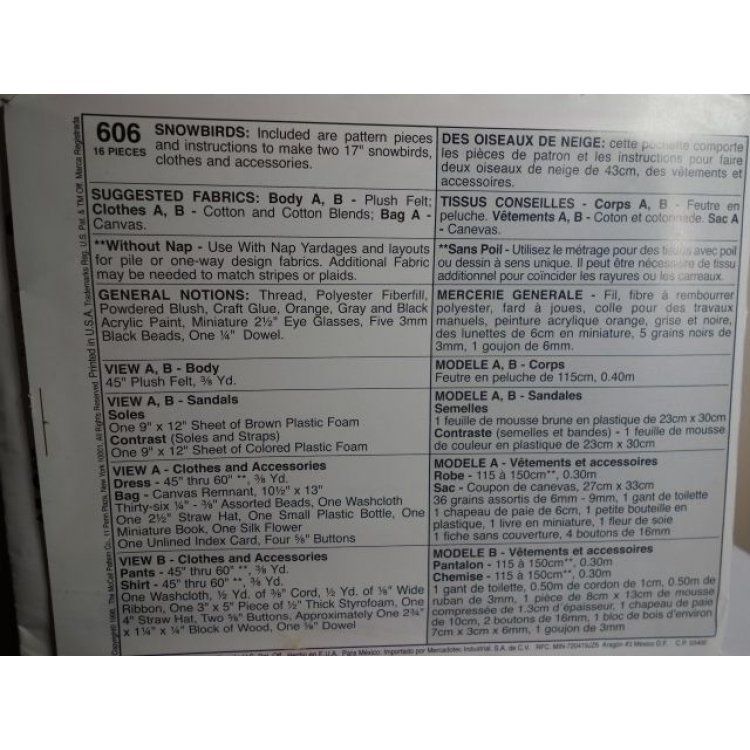 606
16 PIECES
SNOWBIRDS: Included are pattern pieces
and instructions to make two 17" snowbirds,
clothes and accessories.
SUGGESTED FABRICS: Body A, B - Plush Felt;
Clothes A, B - Cotton and Cotton Blends; Bag A -
Canvas.
**Without Nap - Use With Nap Yardages and layouts
for pile or one-way design fabrics. Additional Fabric
may be needed to match stripes or plaids.
GENERAL NOTIONS: Thread, Polyester Fiberfill,
Powdered Blush, Craft Glue, Orange, Gray and Black
Acrylic Paint, Miniature 2½" Eye Glasses, Five 3mm
Black Beads, One ¼" Dowel.
VIEW A, B - Body
45" Plush Felt, ⅜ Yd.
VIEW A, B - Sandals
Soles
One 9" x 12" Sheet of Brown Plastic Foam
Contrast (Soles and Straps)
One 9" x 12" Sheet of Colored Plastic Foam
VIEW A - Clothes and Accessories
Dress - 45" thru 60" **, ⅜ Yd.
Bag - Canvas Remnant, 10½" x 13"
Thirty-six ¼" - ⅜" Assorted Beads, One Washcloth
One 2½" Straw Hat, One Small Plastic Bottle, One
Miniature Book, One Silk Flower
One Unlined Index Card, Four ⅝" Buttons
VIEW B - Clothes and Accessories
Pants - 45" thru 60" **, ⅜ Yd.
Shirt - 45" thru 60" **, ⅜ Yd.
One Washcloth, ½ Yd. of ⅜" Cord, ½ Yd. of ⅛" Wide
Ribbon, One 3" x 5" Piece of ½" Thick Styrofoam, One
4" Straw Hat, Two ⅝" Buttons, Approximately One 2¾"
x 1¼" x ¼" Block of Wood, One ⅛" Dowel
DES OISEAUX DE NEIGE: cette pochette comporte
les pièces de patron et les instructions pour faire
deux oiseaux de neige de 43cm, des vêtements et
accessoires.
TISSUS CONSEILLES - Corps A, B - Feutre en
peluche. Vêtements A, B - Coton et cotonnade. Sac A
- Canevas.
**Sans Poil - Utilisez le métrage pour des tissus avec poil
ou dessin à sens unique. Il peut être nécessaire de tissu
additionnel pour coïncider les rayures ou les carreaux.
MERCERIE GENERALE - Fil, fibre à rembourrer
polyester, fard à joues, colle pour des travaux
manuels, peinture acrylique orange, grise et noire,
des lunettes de 6cm en miniature, 5 grains noirs de
3mm, 1 goujon de 6mm.
MODELE A, B - Corps
Feutre en peluche de 115cm, 0.40m
MODELE A, B - Sandales
Semelles
1 feuille de mousse brune en plastique de 23cm x 30cm
Contraste (semelles et bandes) - 1 feuille de mousse
de couleur en plastique de 23cm x 30cm
MODELE A - Vêtements et accessoires
Robe - 115 à 150cm**, 0.30m
Sac - Coupon de canevas, 27cm x 33cm
36 grains assortis de 6mm - 9mm, 1 gant de toilette
1 chapeau de paie de 6cm, 1 petite bouteille en
plastique, 1 livre en miniature, 1 fleur de soie
1 fiche sans couverture, 4 boutons de 16mm
MODELE B - Vêtements et accessoires
Pantalon - 115 à 150cm**, 0.30m
Chemise - 115 à 150cm**, 0.30m
1 gant de toilette, 0.50m de cordon de 1cm, 0.50m de
ruban de 3mm, 1 pièce de 8cm x 13cm de mousse
compressée de 1.3cm d'épaisseur, 1 chapeau de paie
de 10cm, 2 boutons de 16mm, 1 bloc de bois d'environ
7cm x 3cm x 6mm, 1 goujon de 3mm
Printed in U.S.A.
Hecho en E.U.A. Para México: Importado por Mercadotec Industrial, S.A. de C.V.